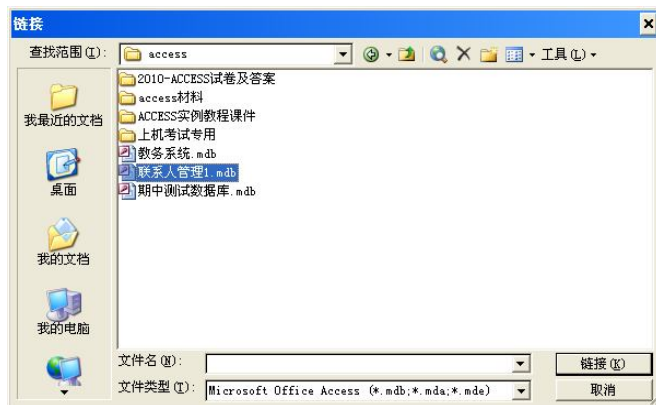 链接
查找范围(I): access 工具(L)
2010-ACCESS试卷及答案
access材料
ACCESS实例教程课件
上机考试专用
教务系统.mdb
联系人管理1.mdb
期中测试数据库.mdb
我最近的文档
桌面
我的文档
我的电脑
文件名(N): 链接(K)
文件类型(T): Microsoft Office Access (*.mdb;*.mda;*.mde) 取消